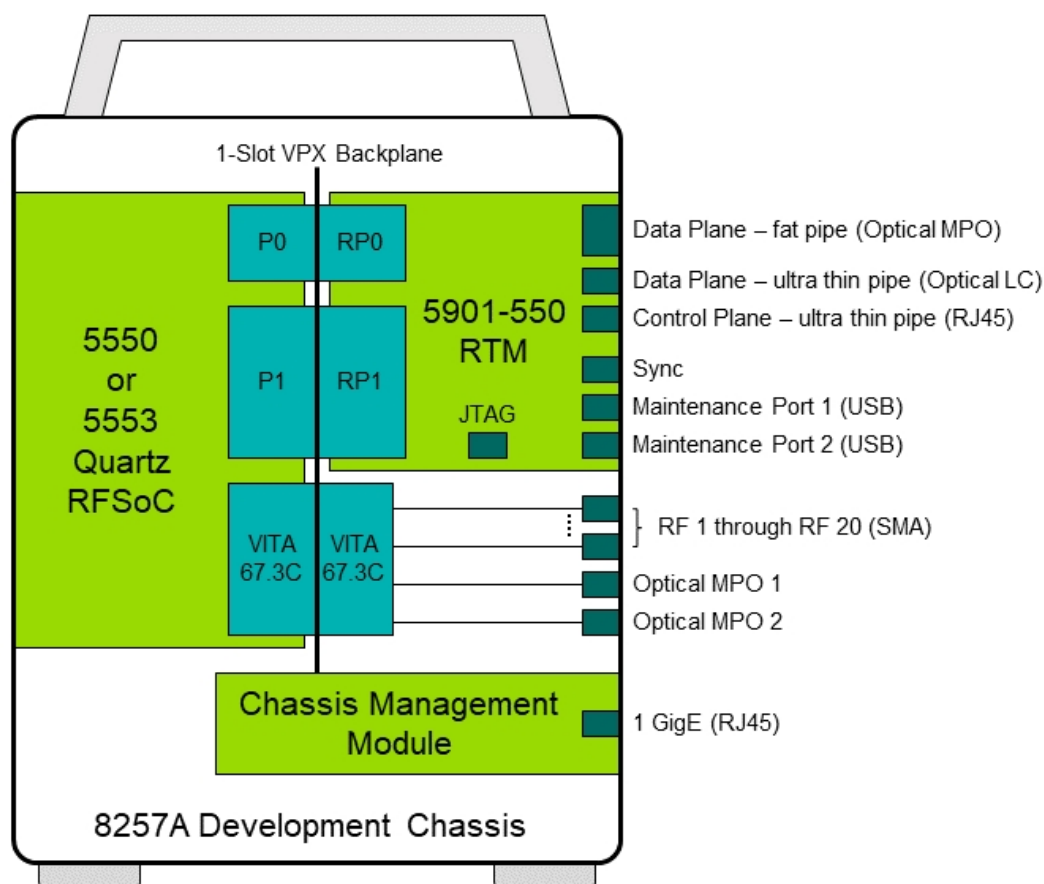 1-Slot VPX Backplane
P0
RP0
Data Plane – fat pipe (Optical MPO)
Data Plane – ultra thin pipe (Optical LC)
Control Plane – ultra thin pipe (RJ45)
5550
or
5553
Quartz
RFSoC
P1
RP1
5901-550
RTM
JTAG
Sync
Maintenance Port 1 (USB)
Maintenance Port 2 (USB)
VITA
67.3C
VITA
67.3C
RF 1 through RF 20 (SMA)
Optical MPO 1
Optical MPO 2
Chassis Management
Module
1 GigE (RJ45)
8257A Development Chassis